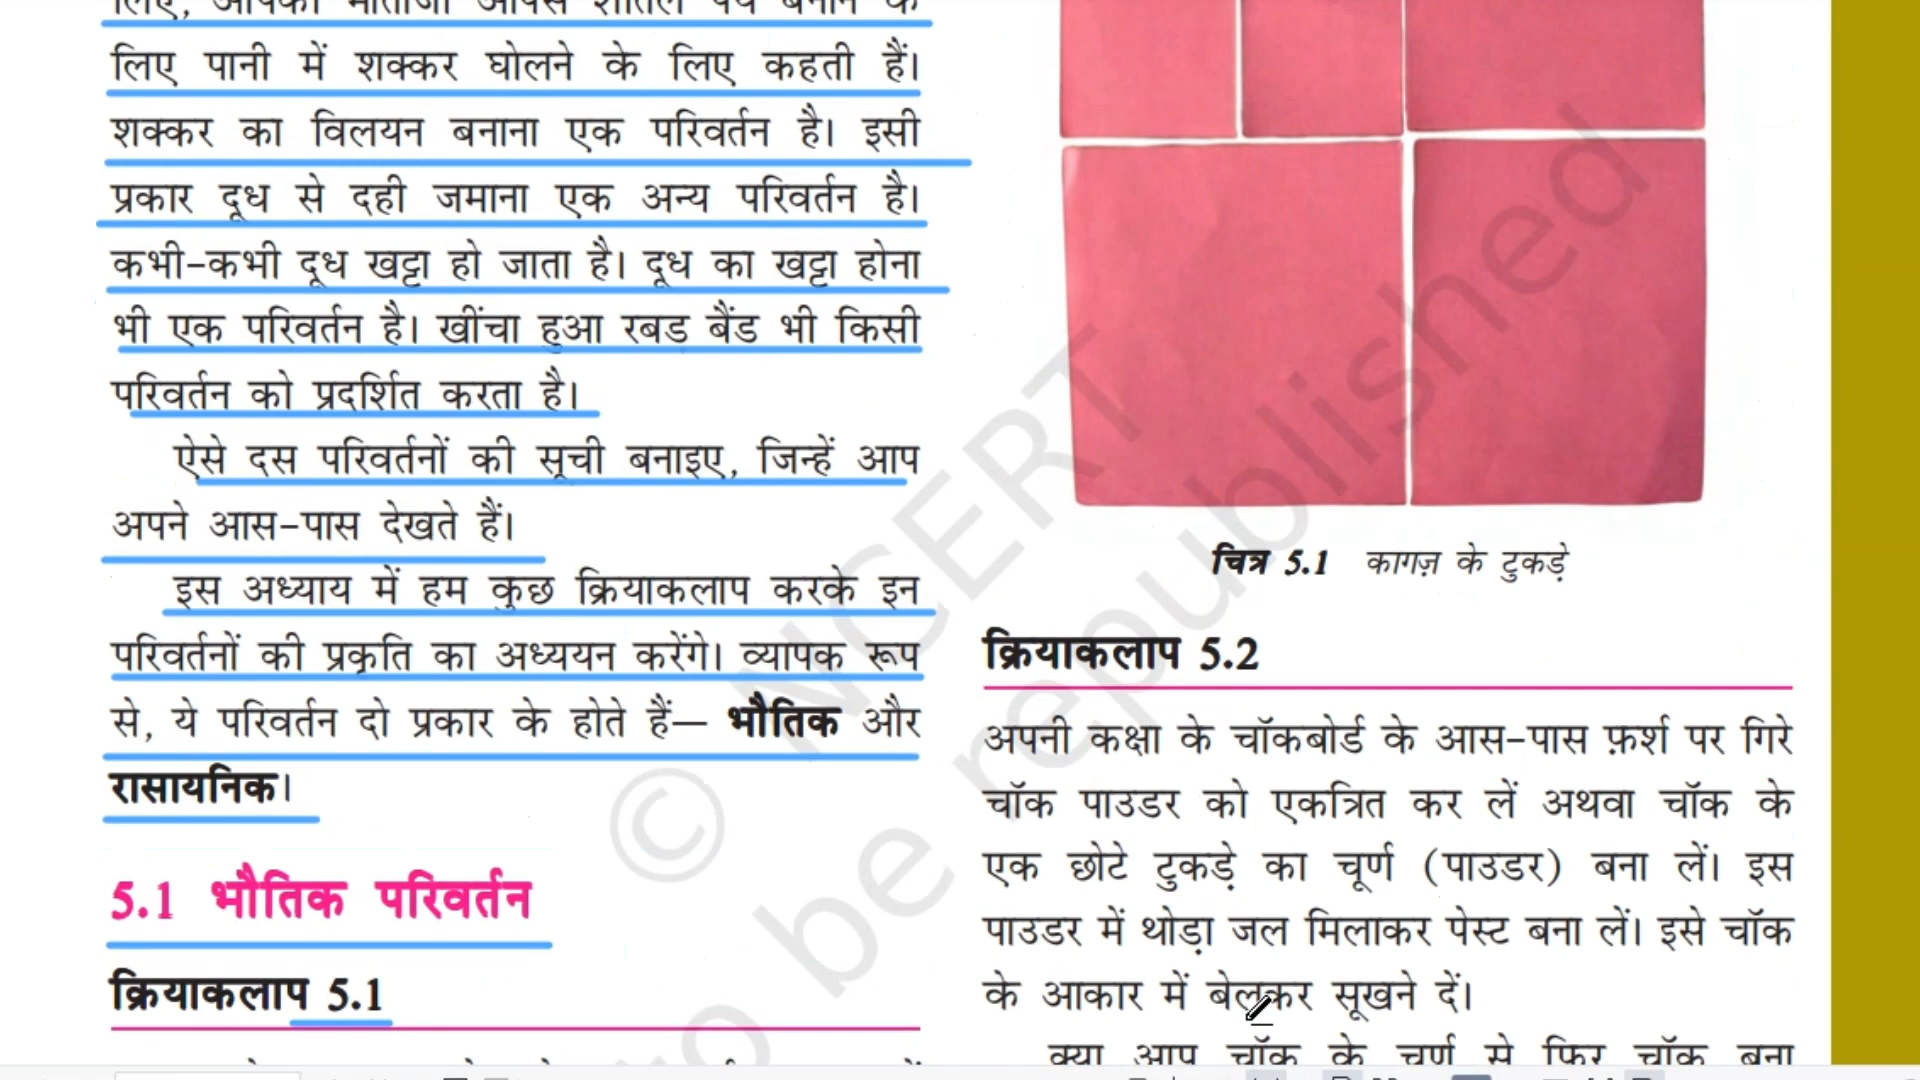 लिए पानी में शक्कर घोलने के लिए कहती हैं।
शक्कर का विलयन बनाना एक परिवर्तन है। इसी
प्रकार दूध से दही जमाना एक अन्य परिवर्तन है।
कभी-कभी दूध खट्टा हो जाता है। दूध का खट्टा होना
भी एक परिवर्तन है। खींचा हुआ रबड बैंड भी किसी
परिवर्तन को प्रदर्शित करता है।
ऐसे दस परिवर्तनों की सूची बनाइए, जिन्हें आप
अपने आस-पास देखते हैं।
इस अध्याय में हम कुछ क्रियाकलाप करके इन
परिवर्तनों की प्रकृति का अध्ययन करेंगे। व्यापक रूप
से, ये परिवर्तन दो प्रकार के होते हैं— भौतिक और
रासायनिक।
5.1 भौतिक परिवर्तन
क्रियाकलाप 5.1
चित्र 5.1 कागज़ के टुकड़े
क्रियाकलाप 5.2
अपनी कक्षा के चॉकबोर्ड के आस-पास फ़र्श पर गिरे
चॉक पाउडर को एकत्रित कर लें अथवा चॉक के
एक छोटे टुकड़े का चूर्ण (पाउडर) बना लें। इस
पाउडर में थोड़ा जल मिलाकर पेस्ट बना लें। इसे चॉक
के आकार में बेलकर सूखने दें।
क्या आप चॉक के चूर्ण से फिर चॉक बना
© NCERT
to be republished